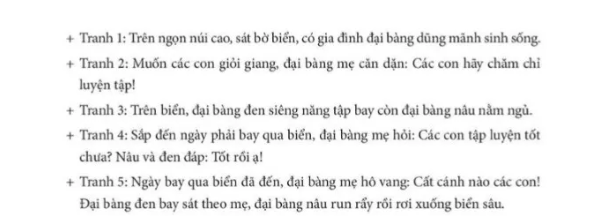 + Tranh 1: Trên ngọn núi cao, sát bờ biển, có gia đình đại bàng dũng mãnh sinh sống.
+ Tranh 2: Muốn các con giỏi giang, đại bàng mẹ căn dặn: Các con hãy chăm chỉ
luyện tập!
+ Tranh 3: Trên biển, đại bàng đen siêng năng tập bay còn đại bàng nâu nằm ngủ.
+ Tranh 4: Sắp đến ngày phải bay qua biển, đại bàng mẹ hỏi: Các con tập luyện tốt
chưa? Nâu và đen đáp: Tốt rồi ạ!
+ Tranh 5: Ngày bay qua biển đã đến, đại bàng mẹ hô vang: Cất cánh nào các con!
Đại bàng đen bay sát theo mẹ, đại bàng nâu run rẩy rồi rơi xuống biển sâu.